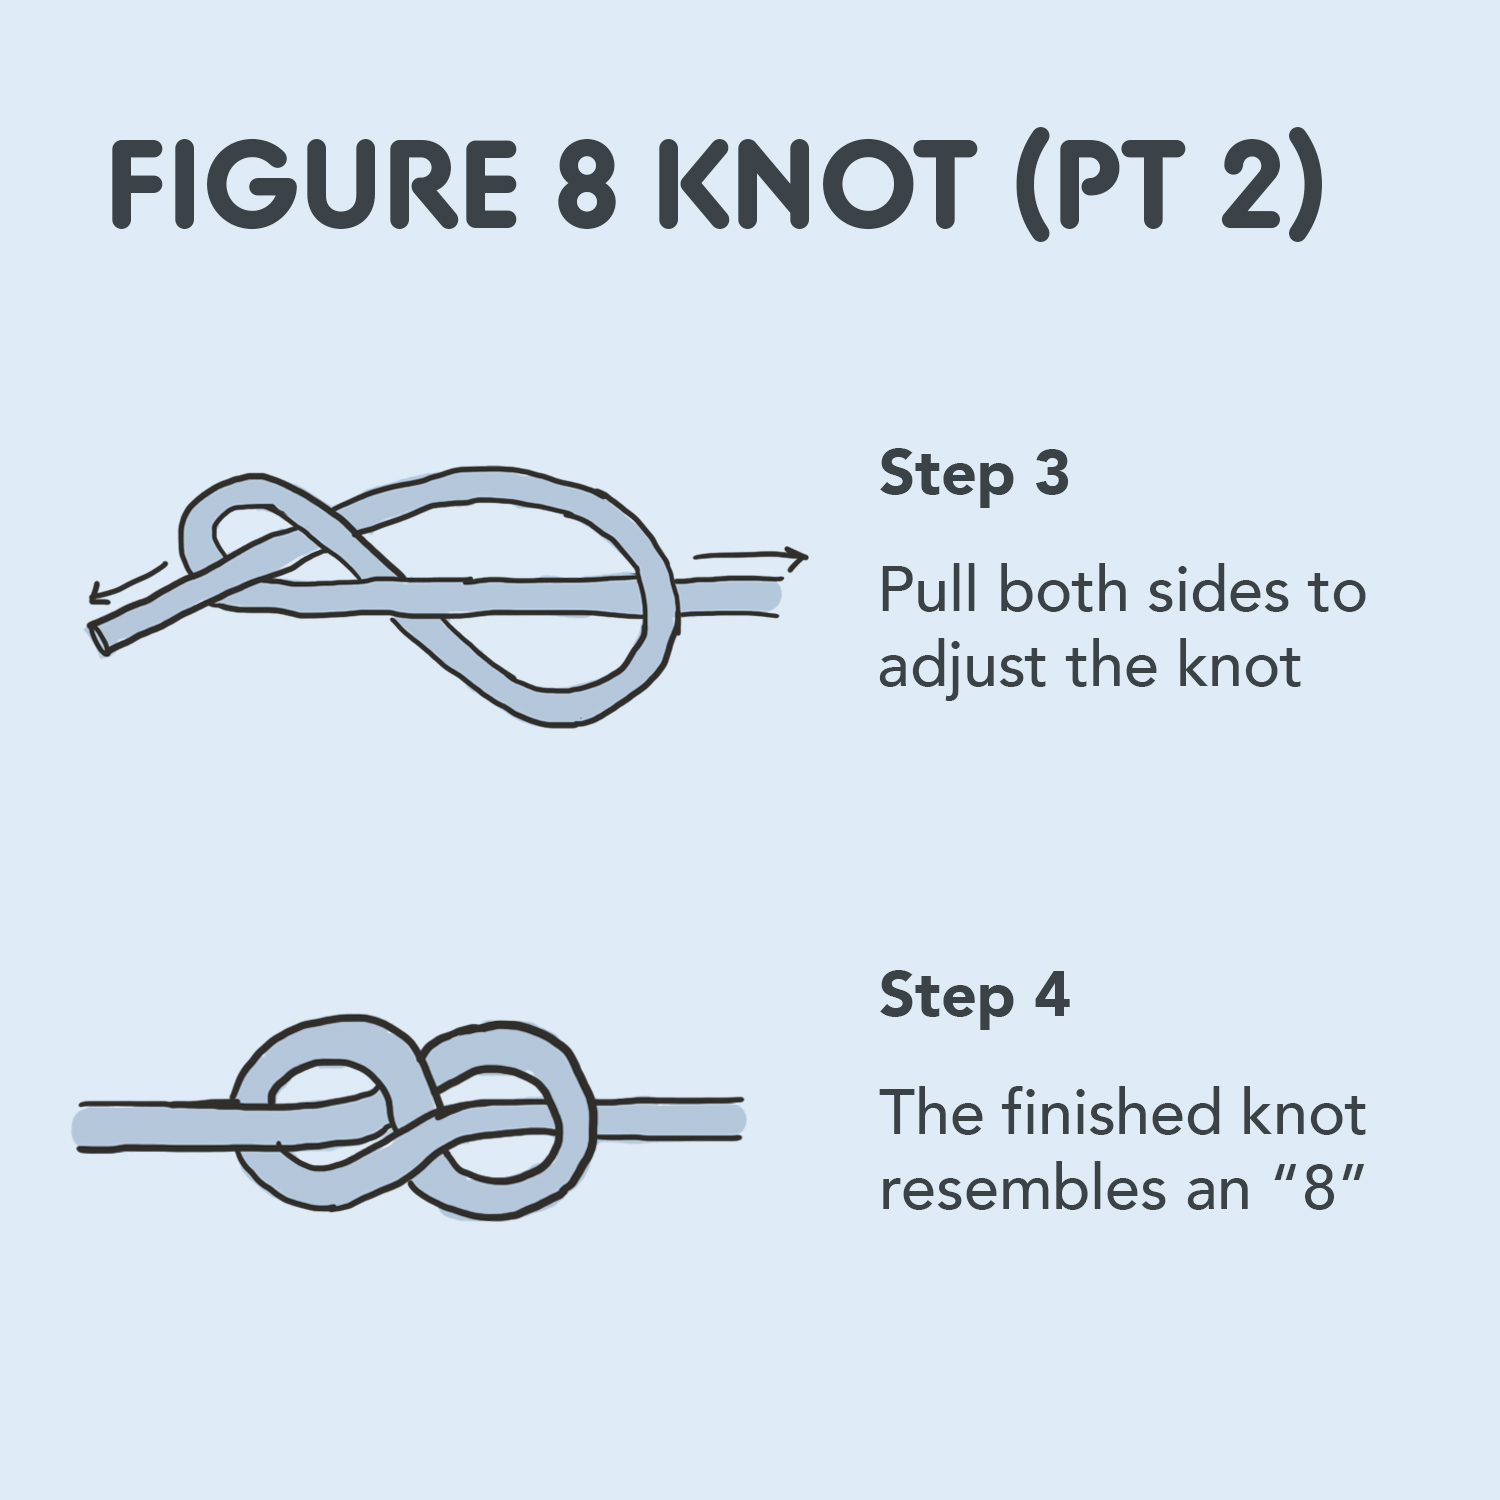 FIGURE 8 KNOT (PT 2)
Step 3
Pull both sides to
adjust the knot
Step 4
The finished knot
resembles an “8”